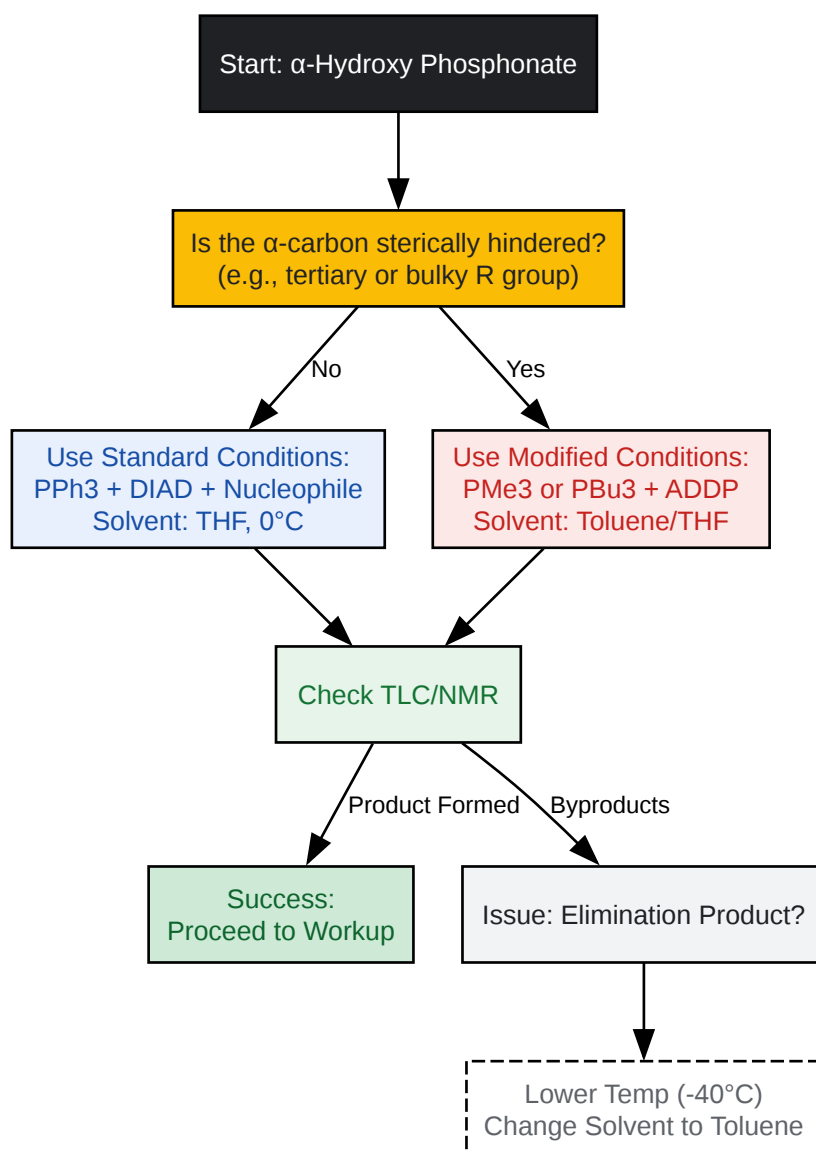 Start: α-Hydroxy Phosphonate
Is the α-carbon sterically hindered?
(e.g., tertiary or bulky R group)
No
Yes
Use Standard Conditions:
PPh3 + DIAD + Nucleophile
Solvent: THF, 0°C
Use Modified Conditions:
PMe3 or PBu3 + ADDP
Solvent: Toluene/THF
Check TLC/NMR
Product Formed
Byproducts
Success:
Proceed to Workup
Issue: Elimination Product?
Lower Temp (-40°C)
Change Solvent to Toluene